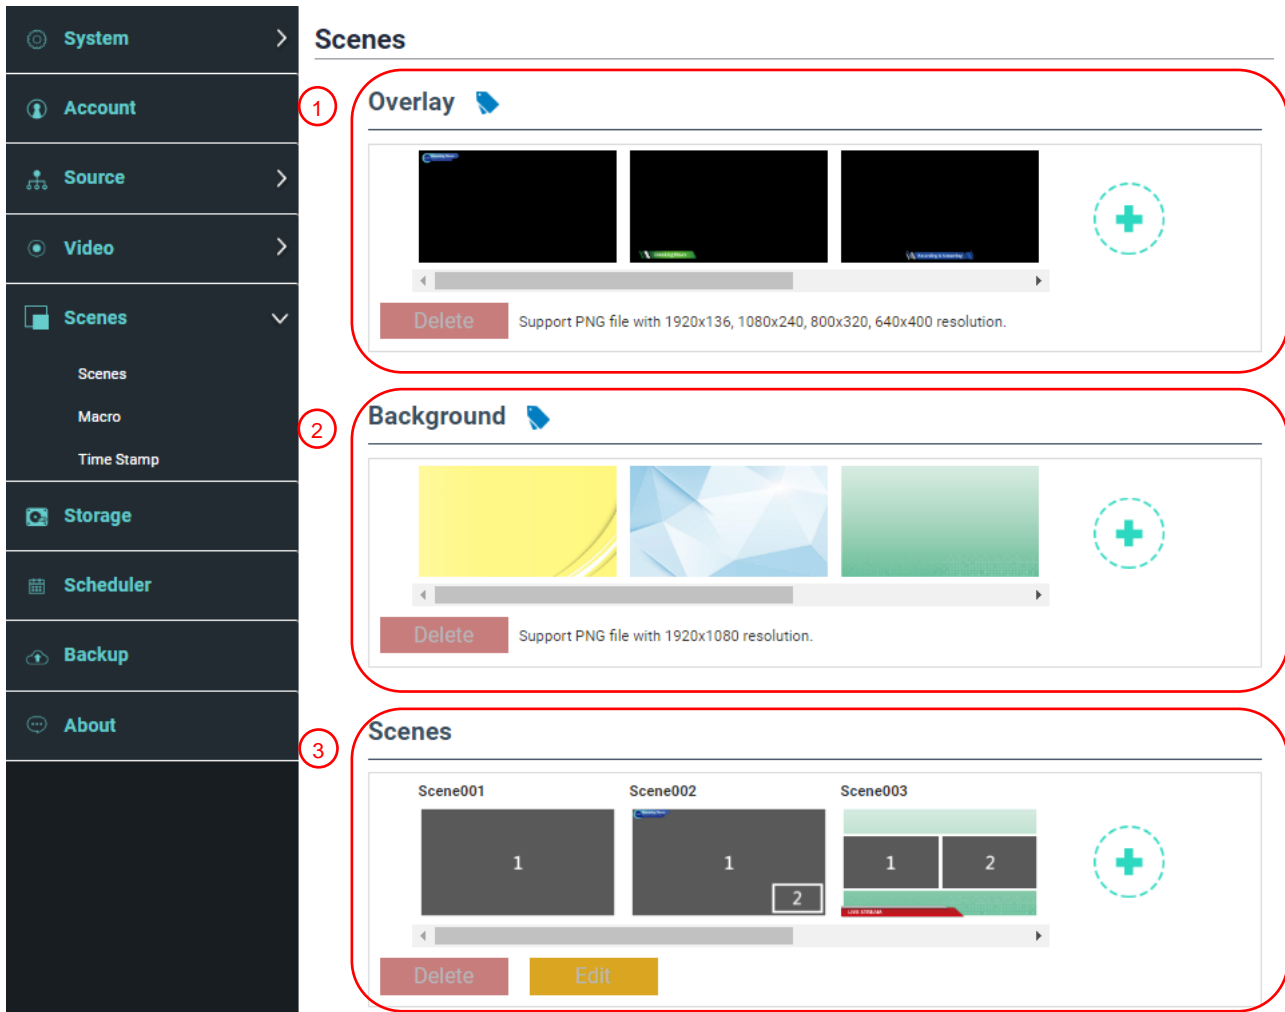 System
Account
Source
Video
Scenes
Scenes
Macro
Time Stamp
Storage
Scheduler
Backup
About
Scenes
1
Overlay
Delete
Support PNG file with 1920x136, 1080x240, 800x320, 640x400 resolution.
2
Background
Delete
Support PNG file with 1920x1080 resolution.
3
Scenes
Scene001
Scene002
Scene003
1
1
2
1
2
LIVE STREAM
Delete
Edit